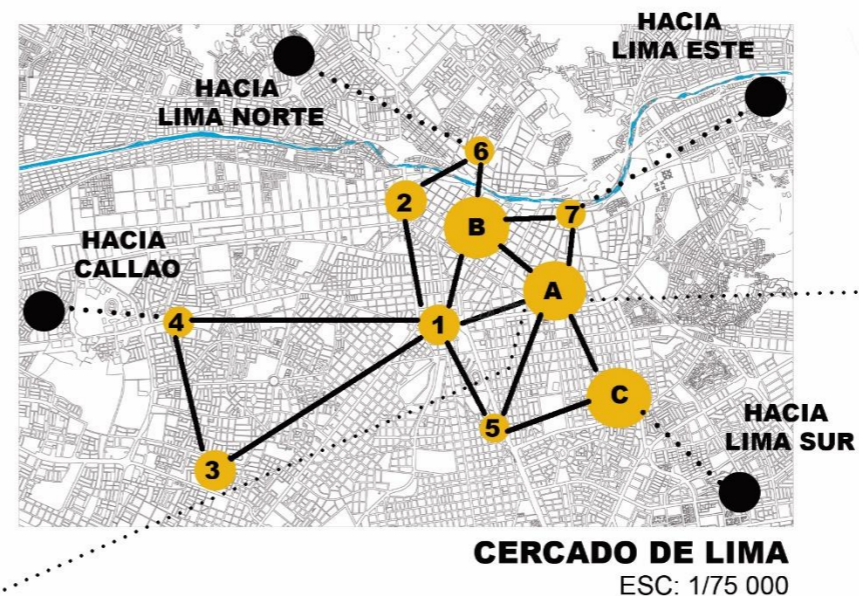 HACIA
LIMA ESTE
HACIA
LIMA NORTE
6
2
7
B
HACIA
CALLAO
A
4
1
C
5
HACIA
LIMA SUR
3
CERCADO DE LIMA
ESC: 1/75 000